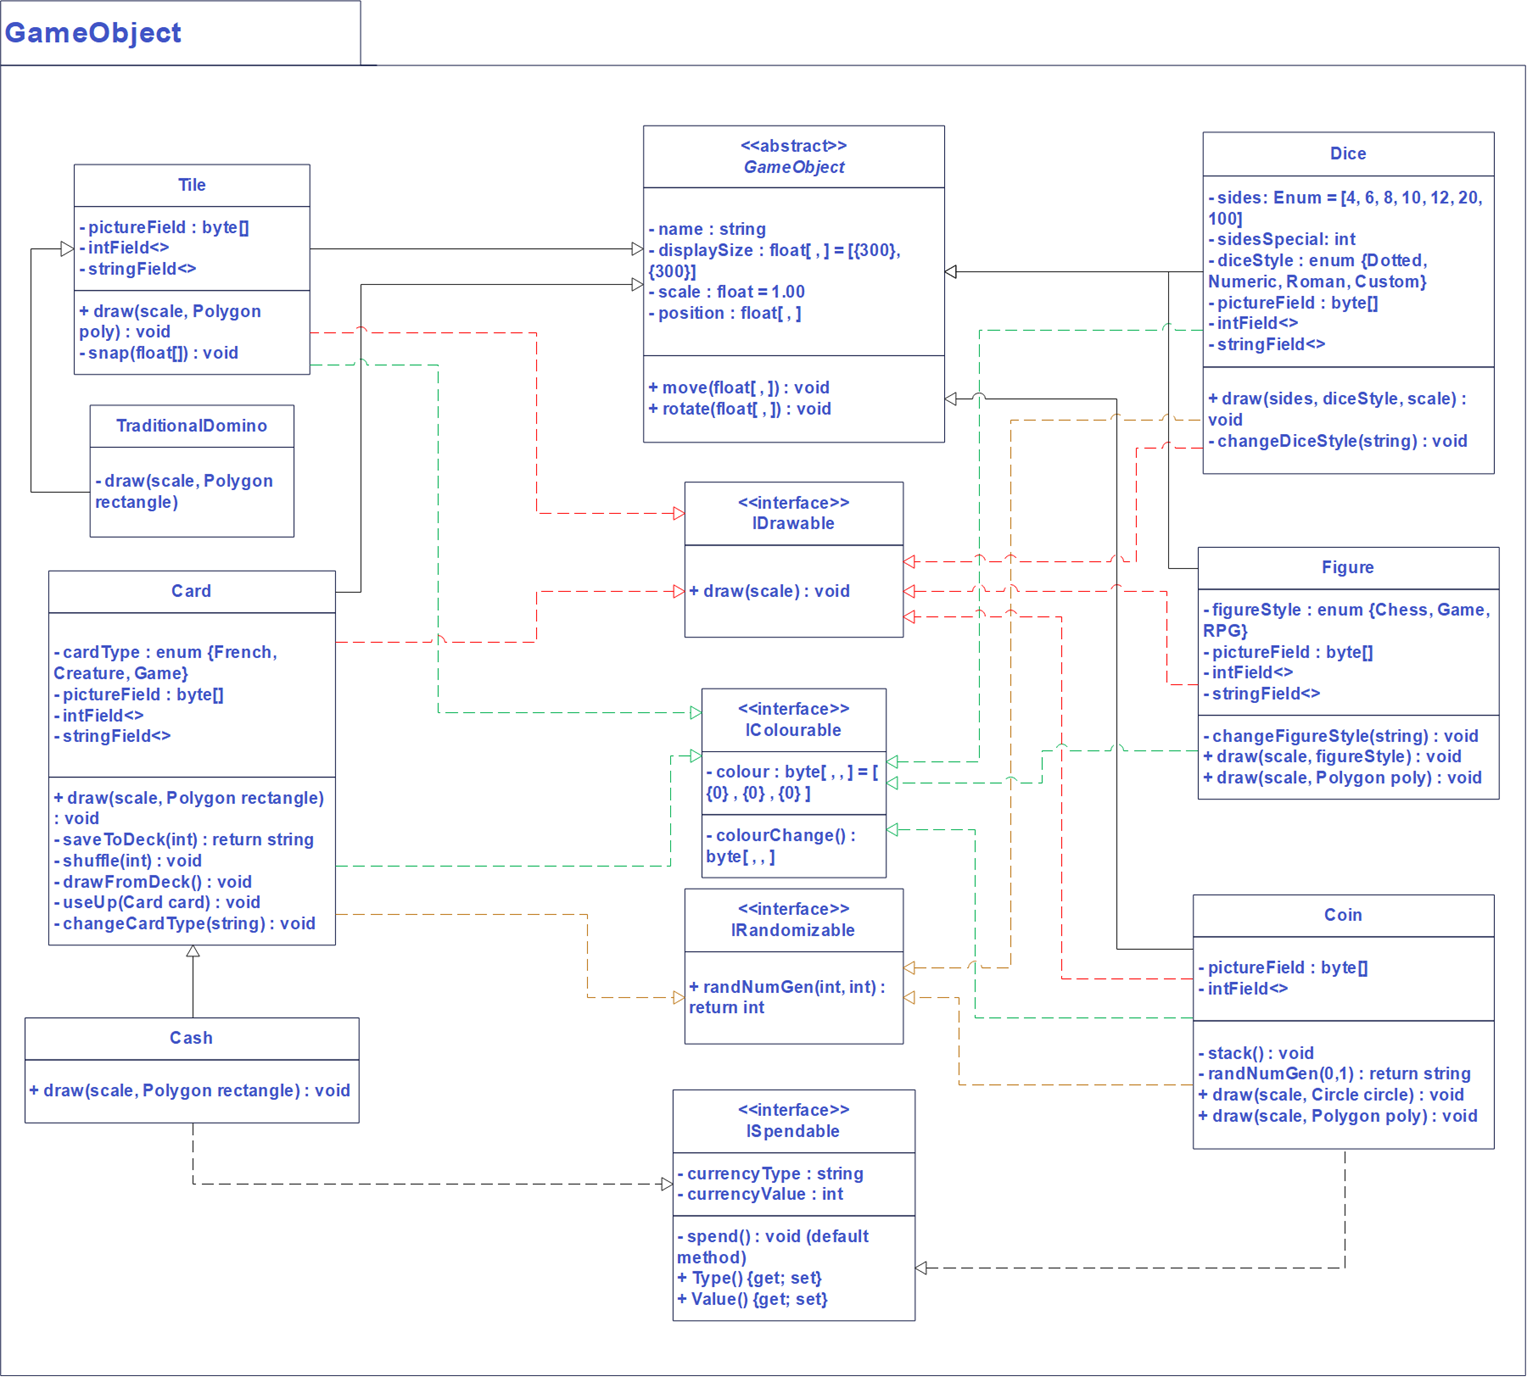 GameObject
<<abstract>>
GameObject
- name : string
- displaySize : float[ , ] = [{300},
{300}]
- scale : float = 1.00
- position : float[ , ]
+ move(float[ , ]) : void
+ rotate(float[ , ]) : void
Tile
- pictureField : byte[]
- intField<>
- stringField<>
+ draw(scale, Polygon
poly) : void
- snap(float[]) : void
TraditionalDomino
- draw(scale, Polygon
rectangle)
Card
- cardType : enum {French,
Creature, Game}
- pictureField : byte[]
- intField<>
- stringField<>
+ draw(scale, Polygon rectangle)
: void
- saveToDeck(int) : return string
- shuffle(int) : void
- drawFromDeck() : void
- useUp(Card card) : void
- changeCardType(string) : void
Cash
+ draw(scale, Polygon rectangle) : void
<<interface>>
IDrawable
+ draw(scale) : void
<<interface>>
IColourable
- colour : byte[ , , ] = [
{0} , {0} , {0} ]
- colourChange() :
byte[ , , ]
<<interface>>
IRandomizable
+ randNumGen(int, int) :
return int
<<interface>>
ISpendable
- currencyType : string
- currencyValue : int
- spend() : void (default
method)
+ Type() {get; set}
+ Value() {get; set}
Dice
- sides: Enum = [4, 6, 8, 10, 12, 20,
100]
- sidesSpecial: int
- diceStyle : enum {Dotted,
Numeric, Roman, Custom}
- pictureField : byte[]
- intField<>
- stringField<>
+ draw(sides, diceStyle, scale) :
void
- changeDiceStyle(string) : void
Figure
- figureStyle : enum {Chess, Game,
RPG}
- pictureField : byte[]
- intField<>
- stringField<>
- changeFigureStyle(string) : void
+ draw(scale, figureStyle) : void
+ draw(scale, Polygon poly) : void
Coin
- pictureField : byte[]
- intField<>
- stack() : void
- randNumGen(0,1) : return string
+ draw(scale, Circle circle) : void
+ draw(scale, Polygon poly) : void